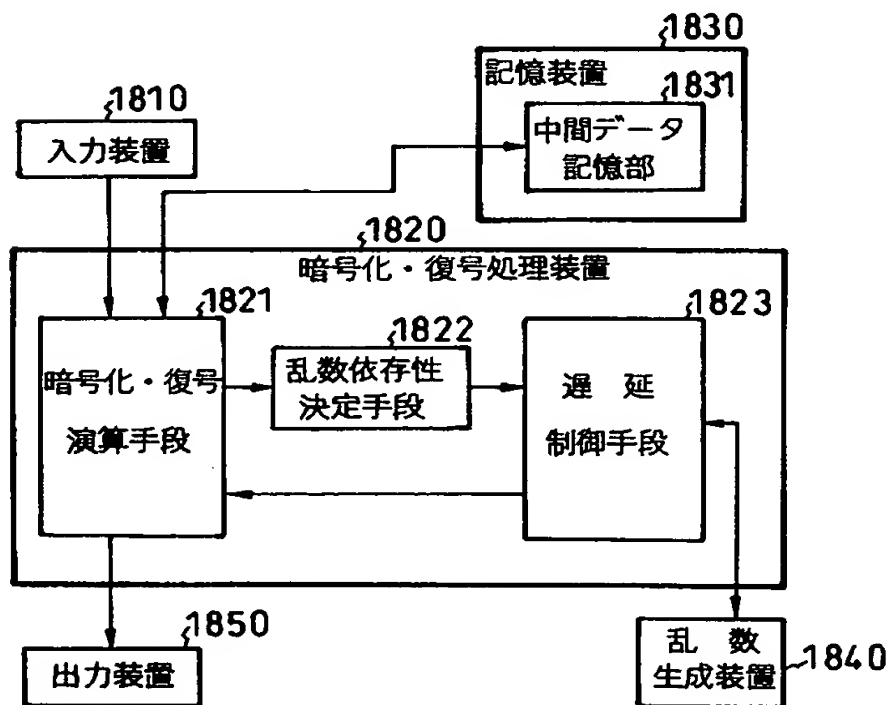 1830
記憶装置
1831
中間データ
記憶部
1810
入力装置
1820
暗号化・復号処理装置
1821
暗号化・復号
演算手段
1822
乱数依存性
決定手段
1823
遅 延
制御手段
1850
出力装置
乱 数
生成装置
1840